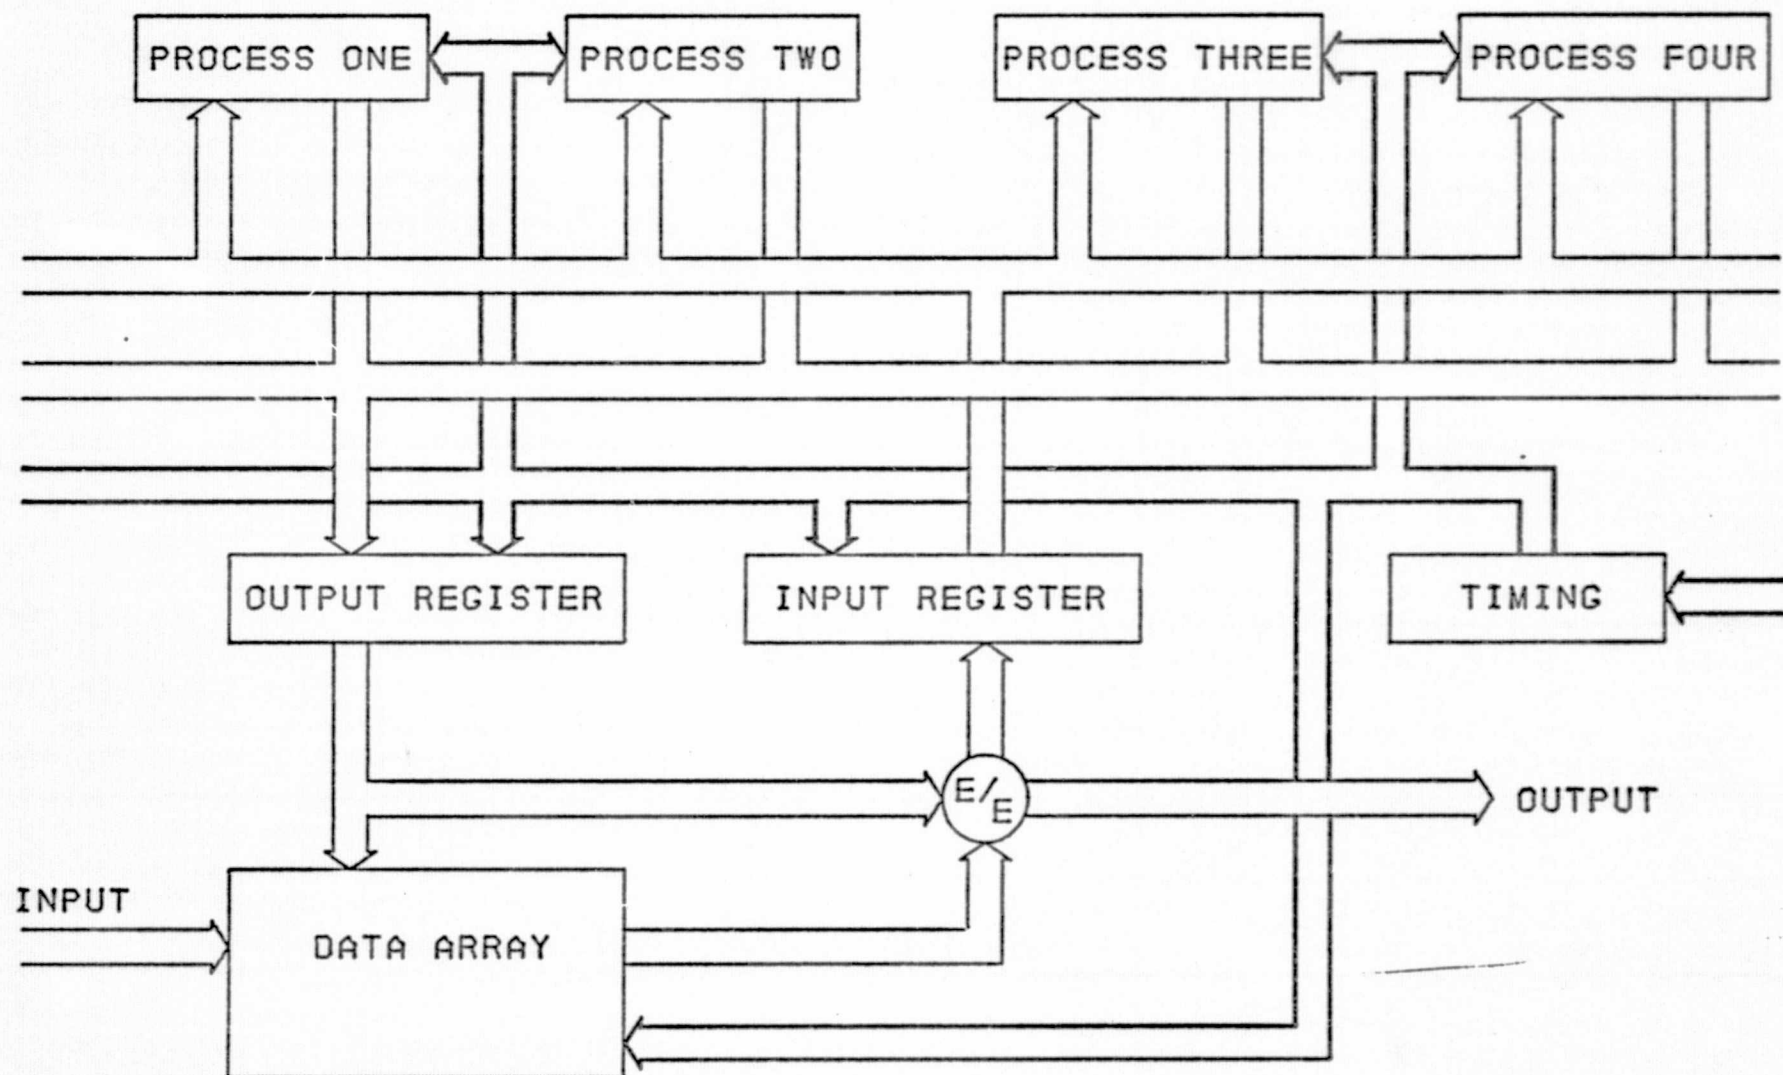 PROCESS ONE
PROCESS TWO
PROCESS THREE
PROCESS FOUR
OUTPUT REGISTER
INPUT REGISTER
TIMING
E/E
OUTPUT
INPUT
DATA ARRAY